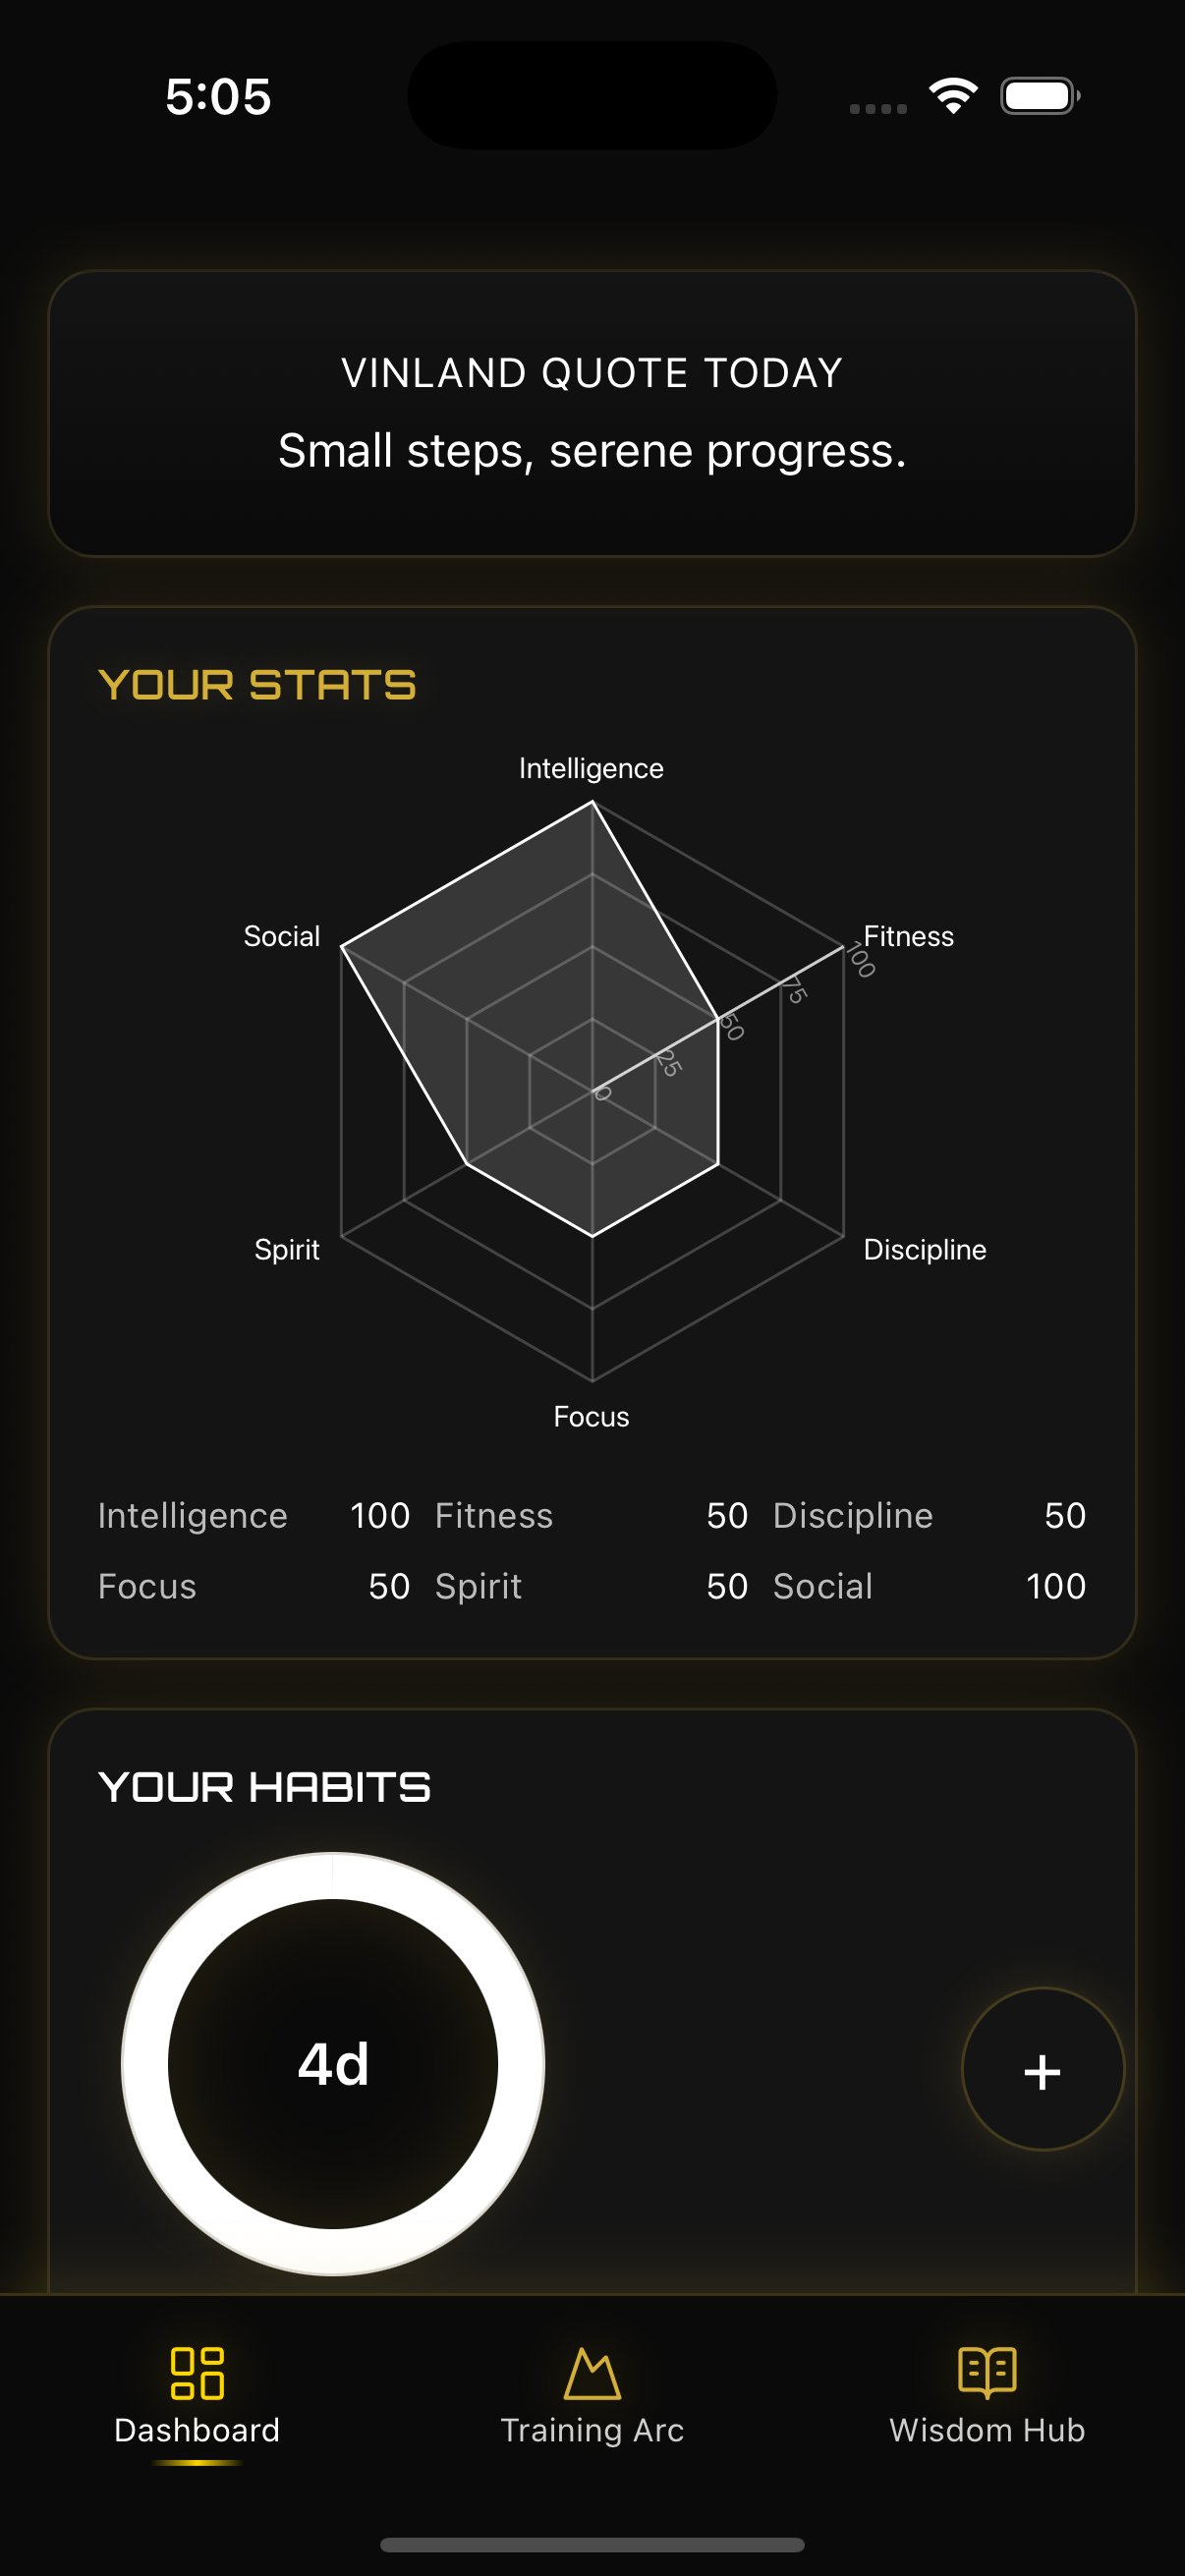 5:05
VINLAND QUOTE TODAY
Small steps, serene progress.
YOUR STATS
Intelligence
Social
Fitness
100
75
50
25
0
Spirit
Discipline
Focus
Intelligence 100 Fitness 50 Discipline 50
Focus 50 Spirit 50 Social 100
YOUR HABITS
4d
+
Dashboard Training Arc Wisdom Hub